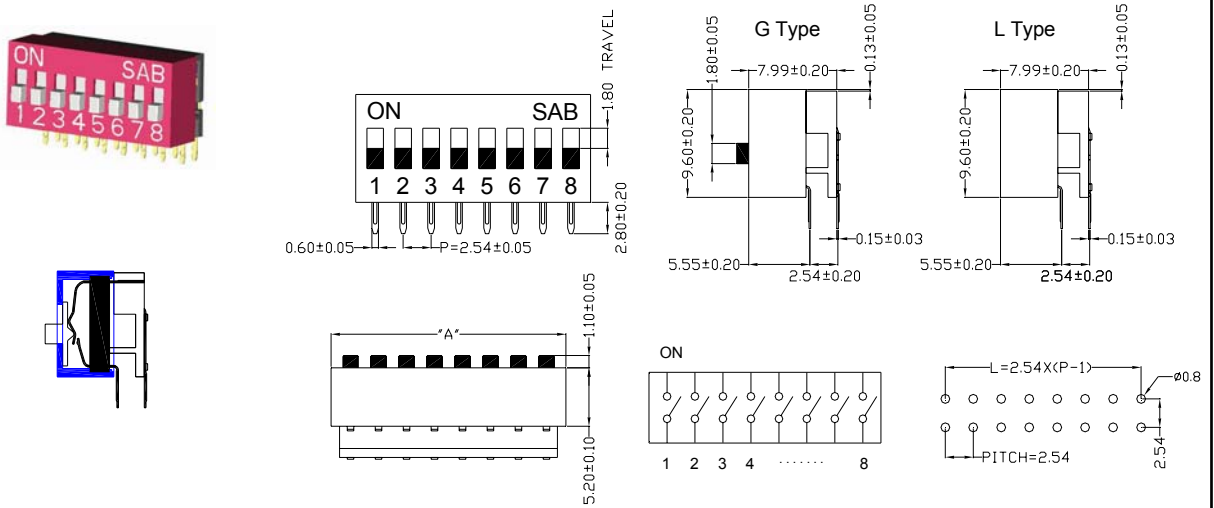 ON
SAB
1 2 3 4 5 6 7 8
ON SAB
1 2 3 4 5 6 7 8
1.80 TRAVEL
2.80±0.20
0.60±0.05
P=2.54±0.05
G Type
1.80±0.05
7.99±0.20
0.13±0.05
9.60±0.20
0.15±0.03
5.55±0.20
2.54±0.20
L Type
7.99±0.20
0.13±0.05
9.60±0.20
0.15±0.03
5.55±0.20
2.54±0.20
"A"
1.10±0.05
5.20±0.10
ON
1 2 3 4 ....... 8
L=2.54X(P-1)
ø0.8
2.54
PITCH=2.54